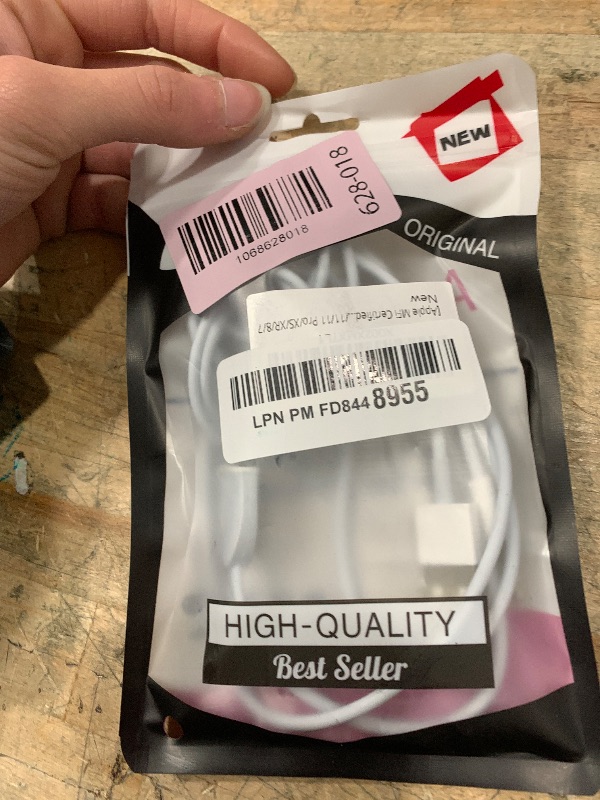 NEW
628-018
1068628018
ORIGINAL
[Apple MFi Certified.../11/11 Pro/XS/XR/8/7
New
LPN PM FD844 8955
HIGH-QUALITY
Best Seller